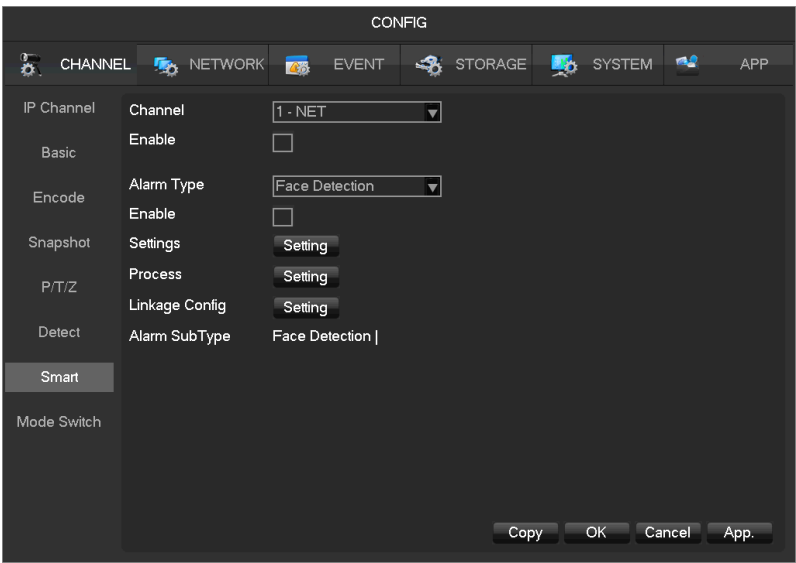 CONFIG
CHANNEL NETWORK EVENT STORAGE SYSTEM APP
IP Channel
Basic
Encode
Snapshot
P/T/Z
Detect
Smart
Mode Switch
Channel 1 - NET
Enable
Alarm Type Face Detection
Enable
Settings Setting
Process Setting
Linkage Config Setting
Alarm SubType Face Detection |
Copy OK Cancel App.